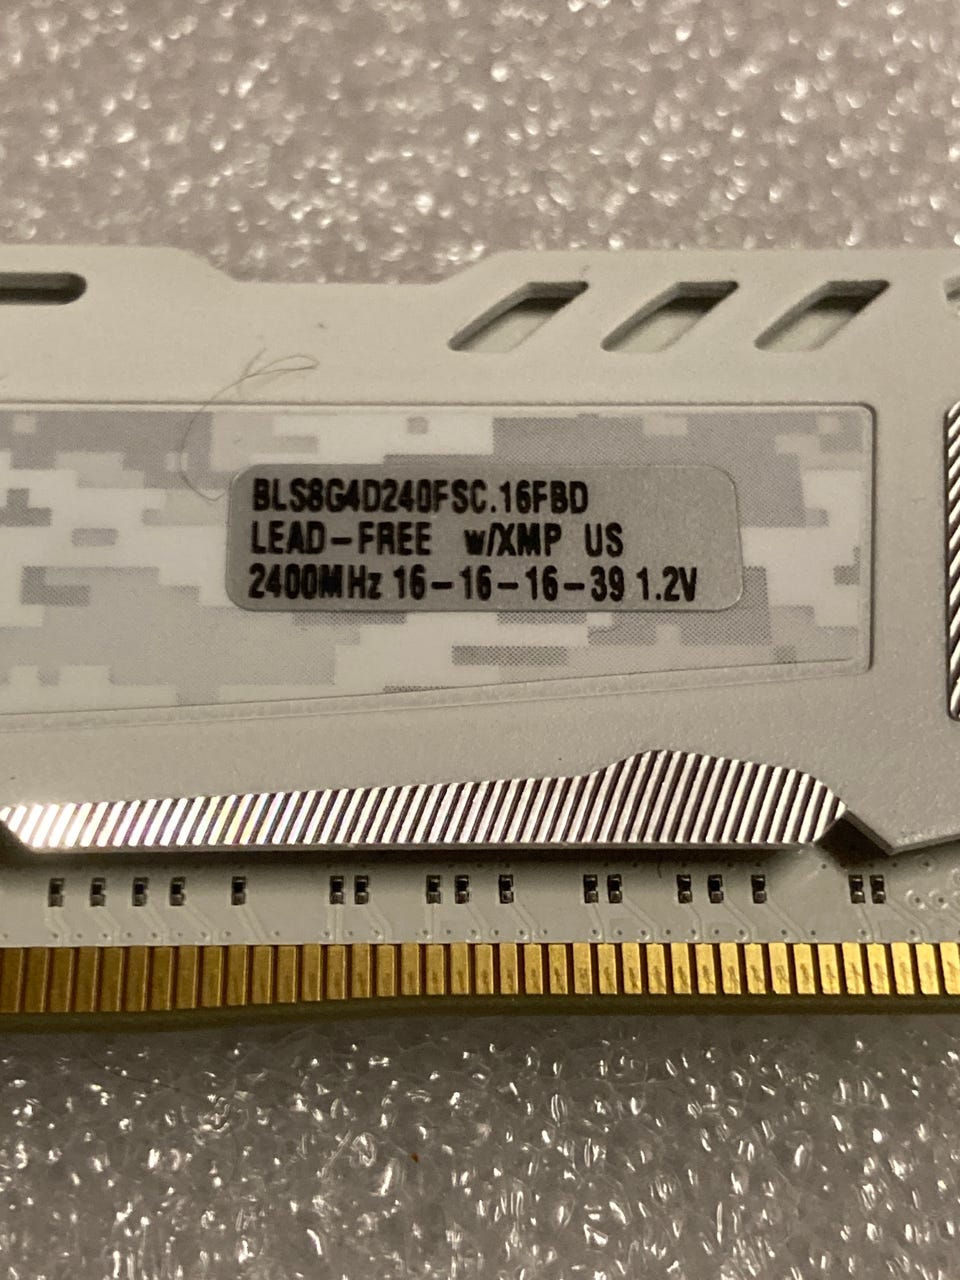 BLS8G4D240FSC.16FBD
LEAD-FREE w/XMP US
2400MHz 16-16-16-39 1.2V